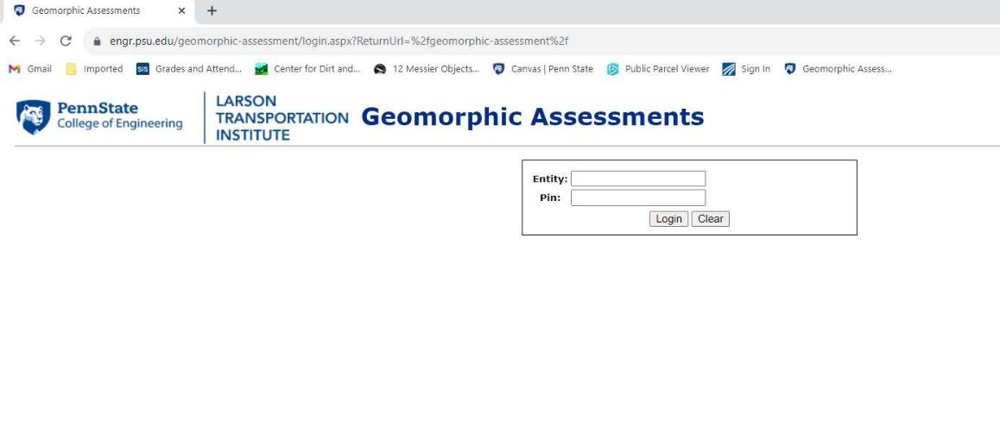 Geomorphic Assessments
engr.psu.edu/geomorphic-assessment/login.aspx?ReturnUrl=%2fgeomorphic-assessment%2f
Gmail Imported SIS Grades and Attend... Center for Dirt and... 12 Messier Objects... Canvas | Penn State Public Parcel Viewer Sign In Geomorphic Assess...
PennState
College of Engineering
LARSON
TRANSPORTATION
INSTITUTE
Geomorphic Assessments
Entity:
Pin:
Login Clear